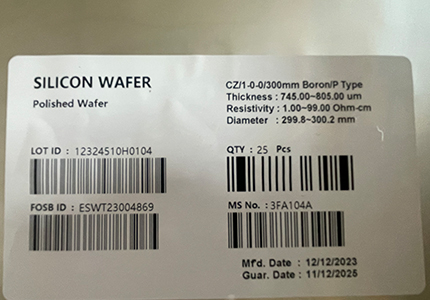 SILICON WAFER
Polished Wafer
CZ/1-0-0/300mm Boron/P Type
Thickness : 745.00~805.00 um
Resistivity : 1.00~99.00 Ohm-cm
Diameter : 299.8~300.2 mm
LOT ID : 12324510H0104
QTY : 25 Pcs
FOSB ID : ESWT23004869
MS No. : 3FA104A
Mfd. Date : 12/12/2023
Guar. Date : 11/12/2025